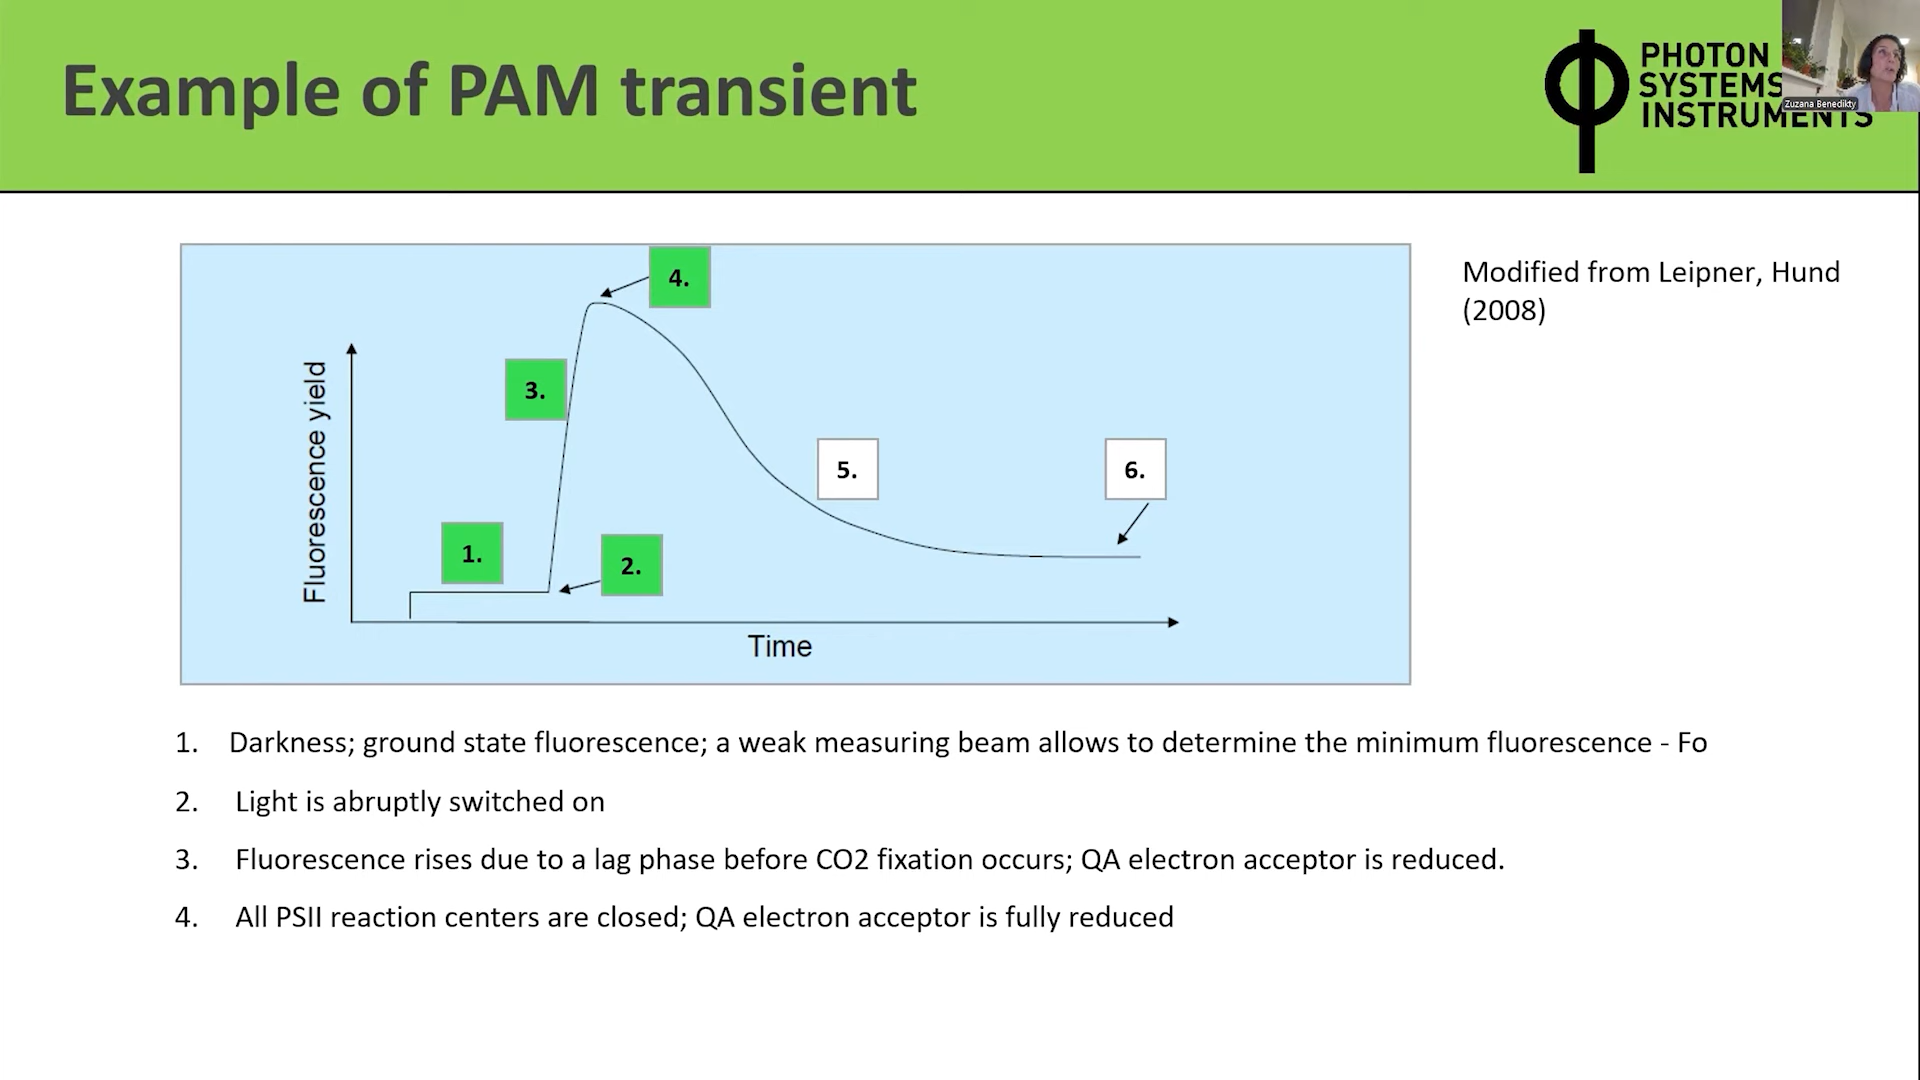 Example of PAM transient
PHOTON
SYSTEMS
INSTRUMENTS
Zuzana Benedikty
Modified from Leipner, Hund
(2008)
4.
3.
5.
6.
1.
2.
Fluorescence yield
Time
1. Darkness; ground state fluorescence; a weak measuring beam allows to determine the minimum fluorescence - Fo
2. Light is abruptly switched on
3. Fluorescence rises due to a lag phase before CO2 fixation occurs; QA electron acceptor is reduced.
4. All PSII reaction centers are closed; QA electron acceptor is fully reduced